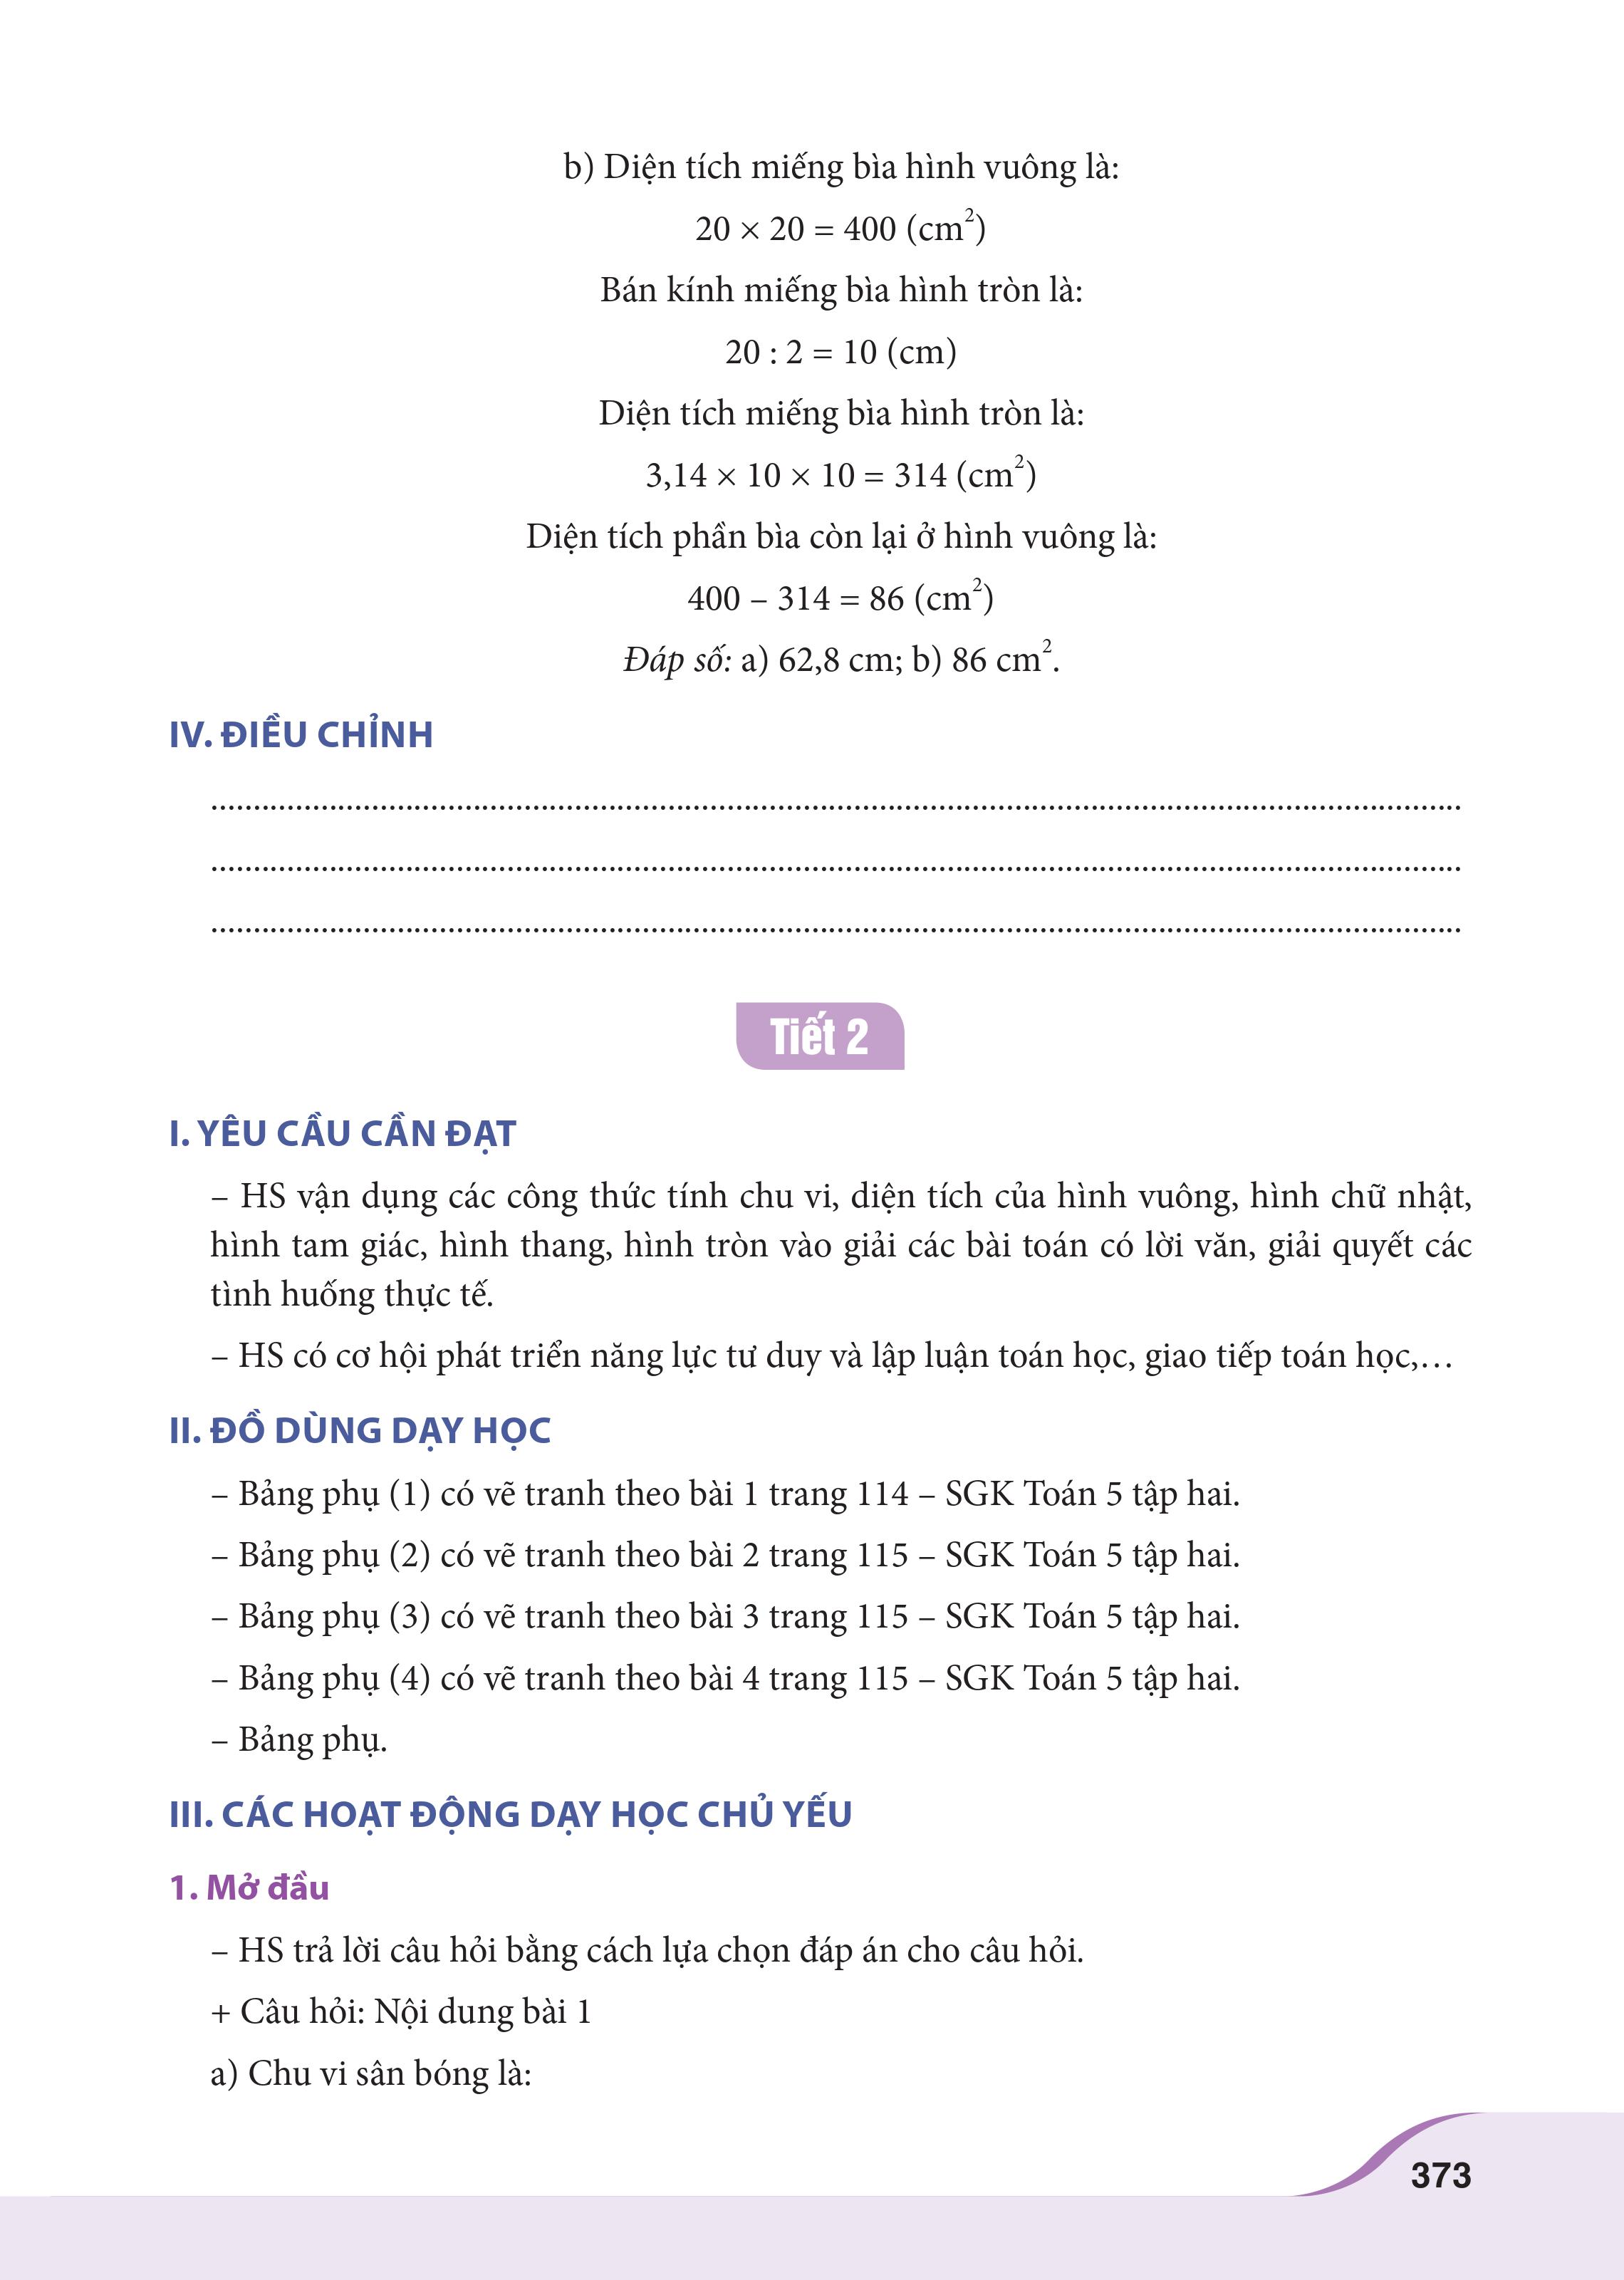 b) Diện tích miếng bìa hình vuông là:
20 × 20 = 400 (cm²)
Bán kính miếng bìa hình tròn là:
20 : 2 = 10 (cm)
Diện tích miếng bìa hình tròn là:
3,14 × 10 × 10 = 314 (cm²)
Diện tích phần bìa còn lại ở hình vuông là:
400 – 314 = 86 (cm²)
Đáp số: a) 62,8 cm; b) 86 cm².
IV. ĐIỀU CHỈNH
Tiết 2
I. YÊU CẦU CẦN ĐẠT
– HS vận dụng các công thức tính chu vi, diện tích của hình vuông, hình chữ nhật,
hình tam giác, hình thang, hình tròn vào giải các bài toán có lời văn, giải quyết các
tình huống thực tế.
– HS có cơ hội phát triển năng lực tư duy và lập luận toán học, giao tiếp toán học,…
II. ĐỒ DÙNG DẠY HỌC
– Bảng phụ (1) có vẽ tranh theo bài 1 trang 114 – SGK Toán 5 tập hai.
– Bảng phụ (2) có vẽ tranh theo bài 2 trang 115 – SGK Toán 5 tập hai.
– Bảng phụ (3) có vẽ tranh theo bài 3 trang 115 – SGK Toán 5 tập hai.
– Bảng phụ (4) có vẽ tranh theo bài 4 trang 115 – SGK Toán 5 tập hai.
– Bảng phụ.
III. CÁC HOẠT ĐỘNG DẠY HỌC CHỦ YẾU
1. Mở đầu
– HS trả lời câu hỏi bằng cách lựa chọn đáp án cho câu hỏi.
+ Câu hỏi: Nội dung bài 1
a) Chu vi sân bóng là:
373